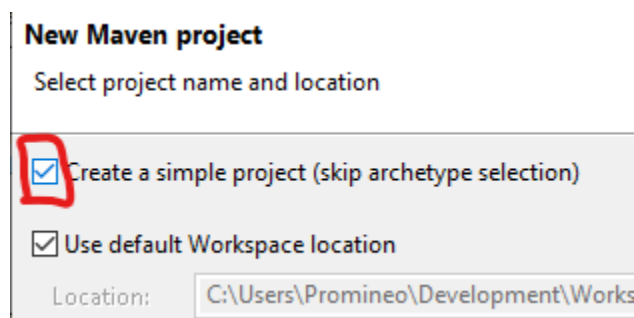 New Maven project
Select project name and location
Create a simple project (skip archetype selection)
Use default Workspace location
Location: C:\Users\Promineo\Development\Works